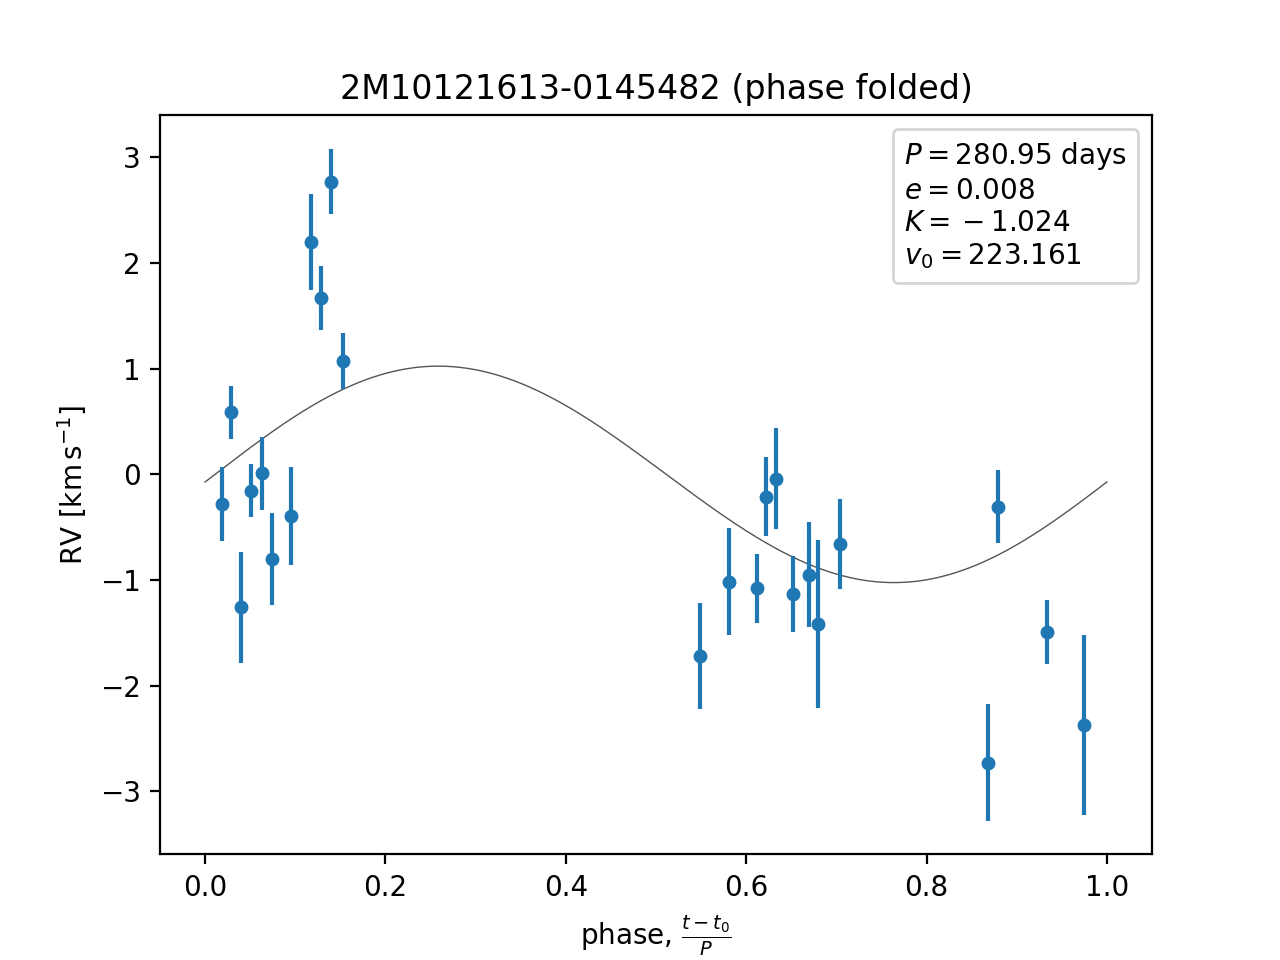 2M10121613-0145482 (phase folded)
P = 280.95 days
e = 0.008
K = −1.024
v₀ = 223.161
RV [km s⁻¹]
3
2
1
0
−1
−2
−3
0.0 0.2 0.4 0.6 0.8 1.0
phase, (t − t₀)/P